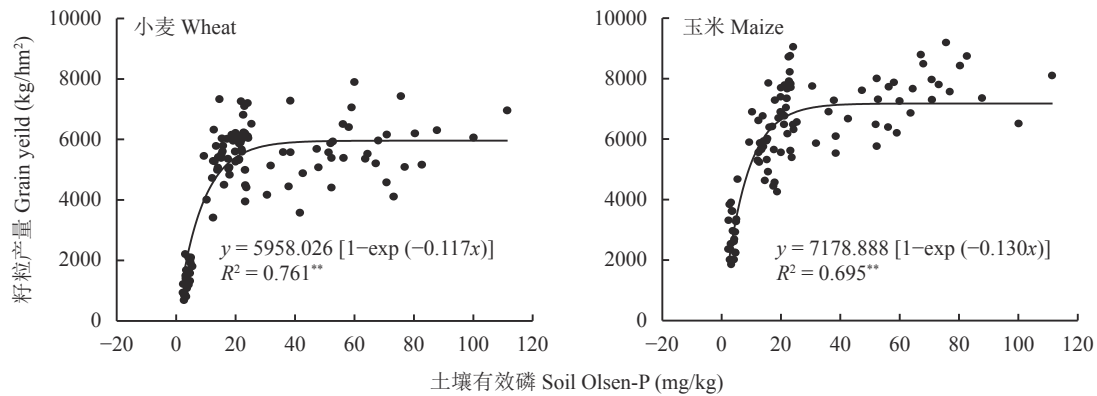 小麦 Wheat
10000
8000
6000
4000
2000
0
y = 5958.026 [1−exp (−0.117x)]
R² = 0.761**
−20 0 20 40 60 80 100 120
籽粒产量 Grain yeild (kg/hm²)
玉米 Maize
10000
8000
6000
4000
2000
0
y = 7178.888 [1−exp (−0.130x)]
R² = 0.695**
−20 0 20 40 60 80 100 120
土壤有效磷 Soil Olsen-P (mg/kg)